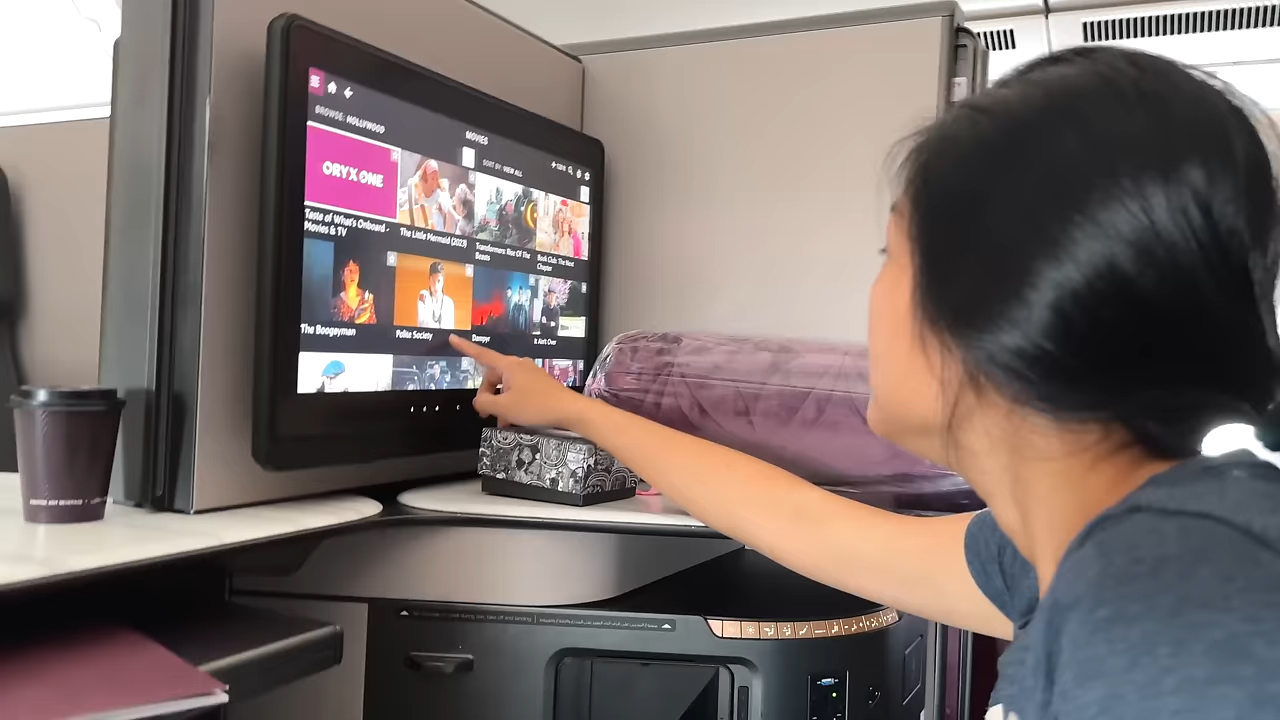 BROWSE: HOLLYWOOD
MOVIES
SORT BY: VIEW ALL
ORYX ONE
Taste of What's Onboard -
Movies & TV
The Little Mermaid (2023)
Transformers: Rise Of The
Beasts
Book Club: The Next
Chapter
The Boogeyman
Polite Society
Dampyr
It Ain't Over